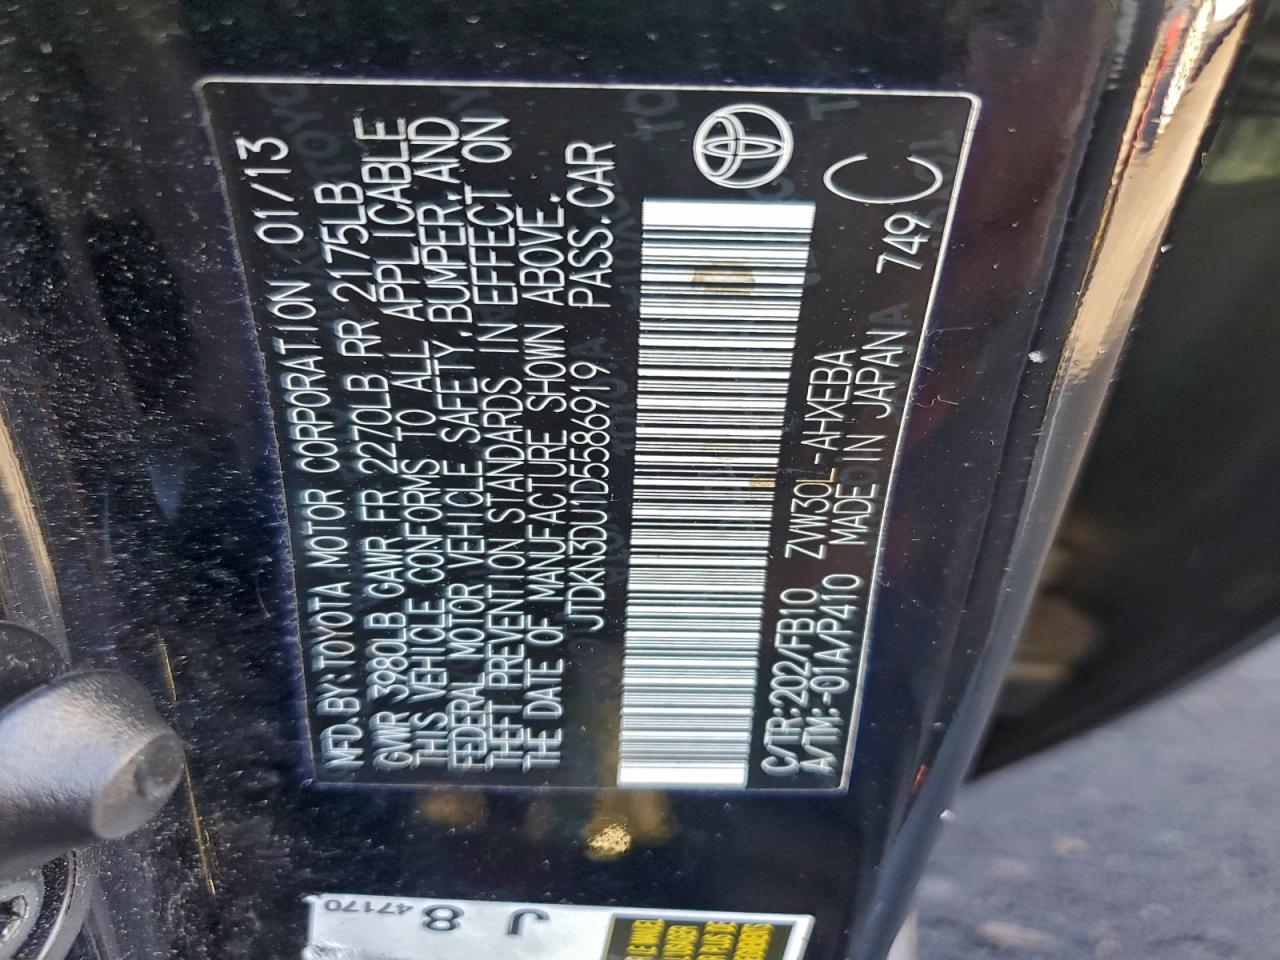 MFD.BY:TOYOTA MOTOR CORPORATION 01/13
GVWR 3980LB GAWR FR 2270LB RR 2175LB
THIS VEHICLE CONFORMS TO ALL APPLICABLE
FEDERAL MOTOR VEHICLE SAFETY,BUMPER,AND
THEFT PREVENTION STANDARDS IN EFFECT ON
THE DATE OF MANUFACTURE SHOWN ABOVE.
JTDKN3DU1D5586919 PASS.CAR
C/TR:202/FB10 ZVW30L-AHXEBA
A/TM:-01A/P410 MADE IN JAPAN 749
C
J 8
47170